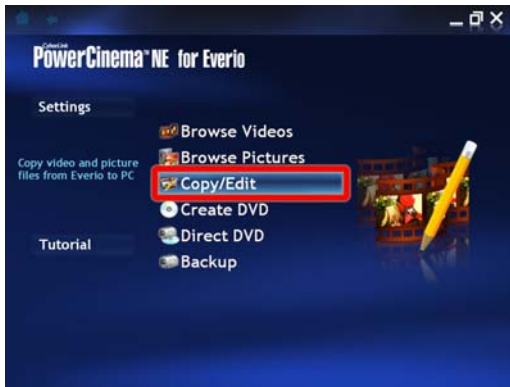 CyberLink
PowerCinema™ NE for Everio
Settings
Browse Videos
Browse Pictures
Copy video and picture
files from Everio to PC
Copy/Edit
Create DVD
Direct DVD
Tutorial
Backup